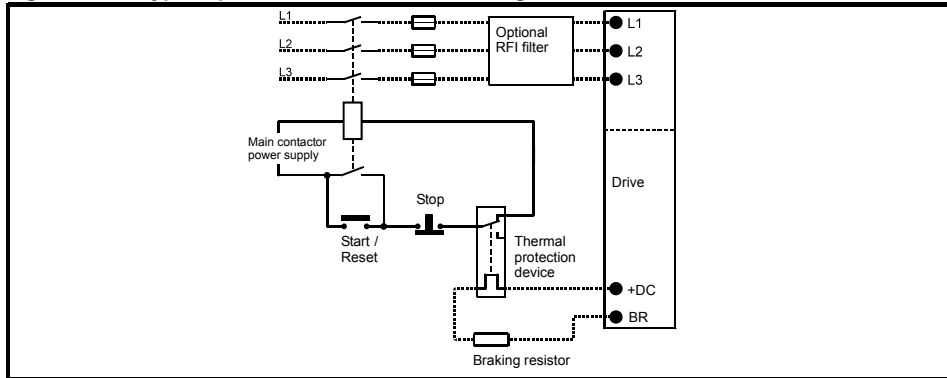 L1
L2
L3
Optional
RFI filter
L1
L2
L3
Main contactor
power supply
Drive
Stop
Start /
Reset
Thermal
protection
device
+DC
BR
Braking resistor